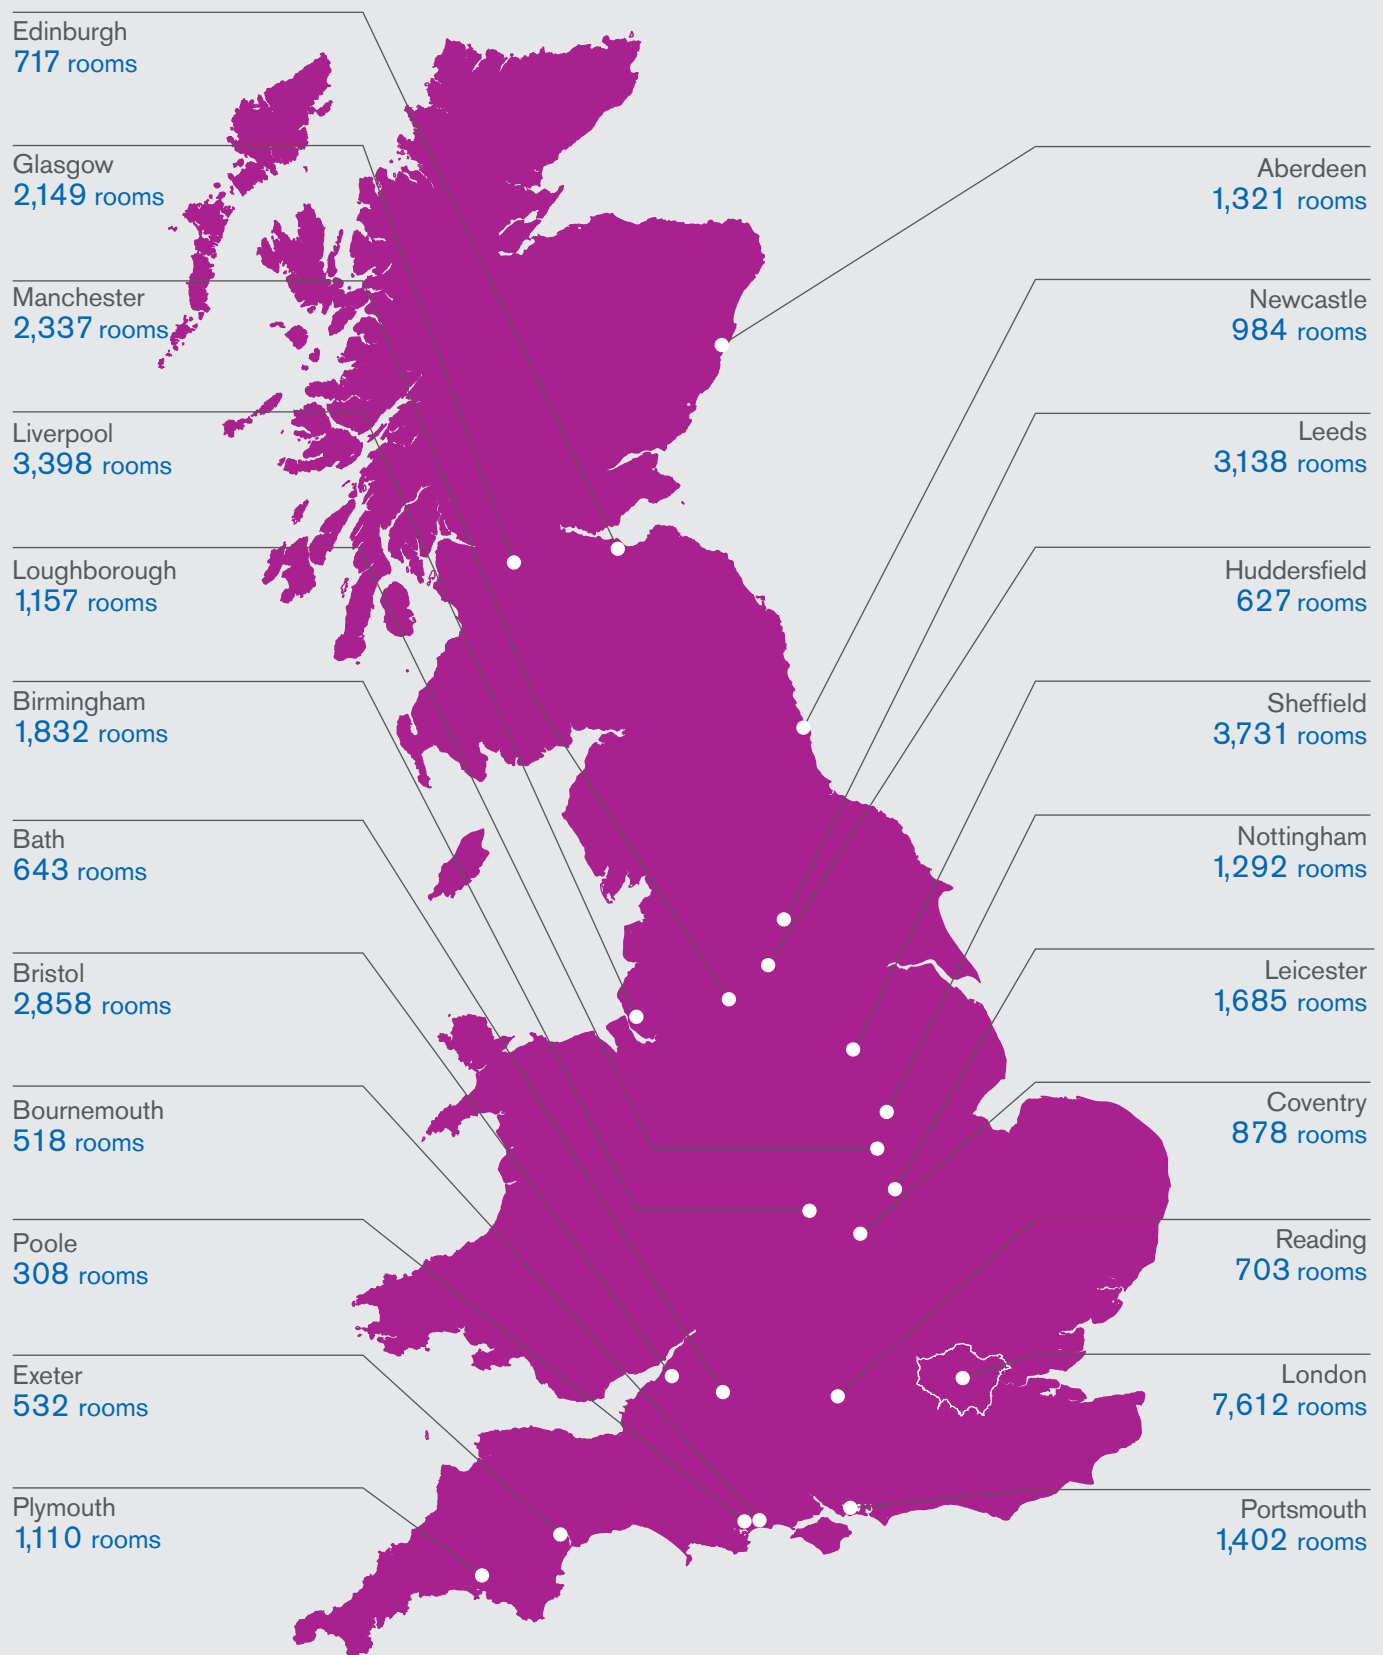 Edinburgh
717 rooms
Glasgow
2,149 rooms
Manchester
2,337 rooms
Liverpool
3,398 rooms
Loughborough
1,157 rooms
Birmingham
1,832 rooms
Bath
643 rooms
Bristol
2,858 rooms
Bournemouth
518 rooms
Poole
308 rooms
Exeter
532 rooms
Plymouth
1,110 rooms
Aberdeen
1,321 rooms
Newcastle
984 rooms
Leeds
3,138 rooms
Huddersfield
627 rooms
Sheffield
3,731 rooms
Nottingham
1,292 rooms
Leicester
1,685 rooms
Coventry
878 rooms
Reading
703 rooms
London
7,612 rooms
Portsmouth
1,402 rooms